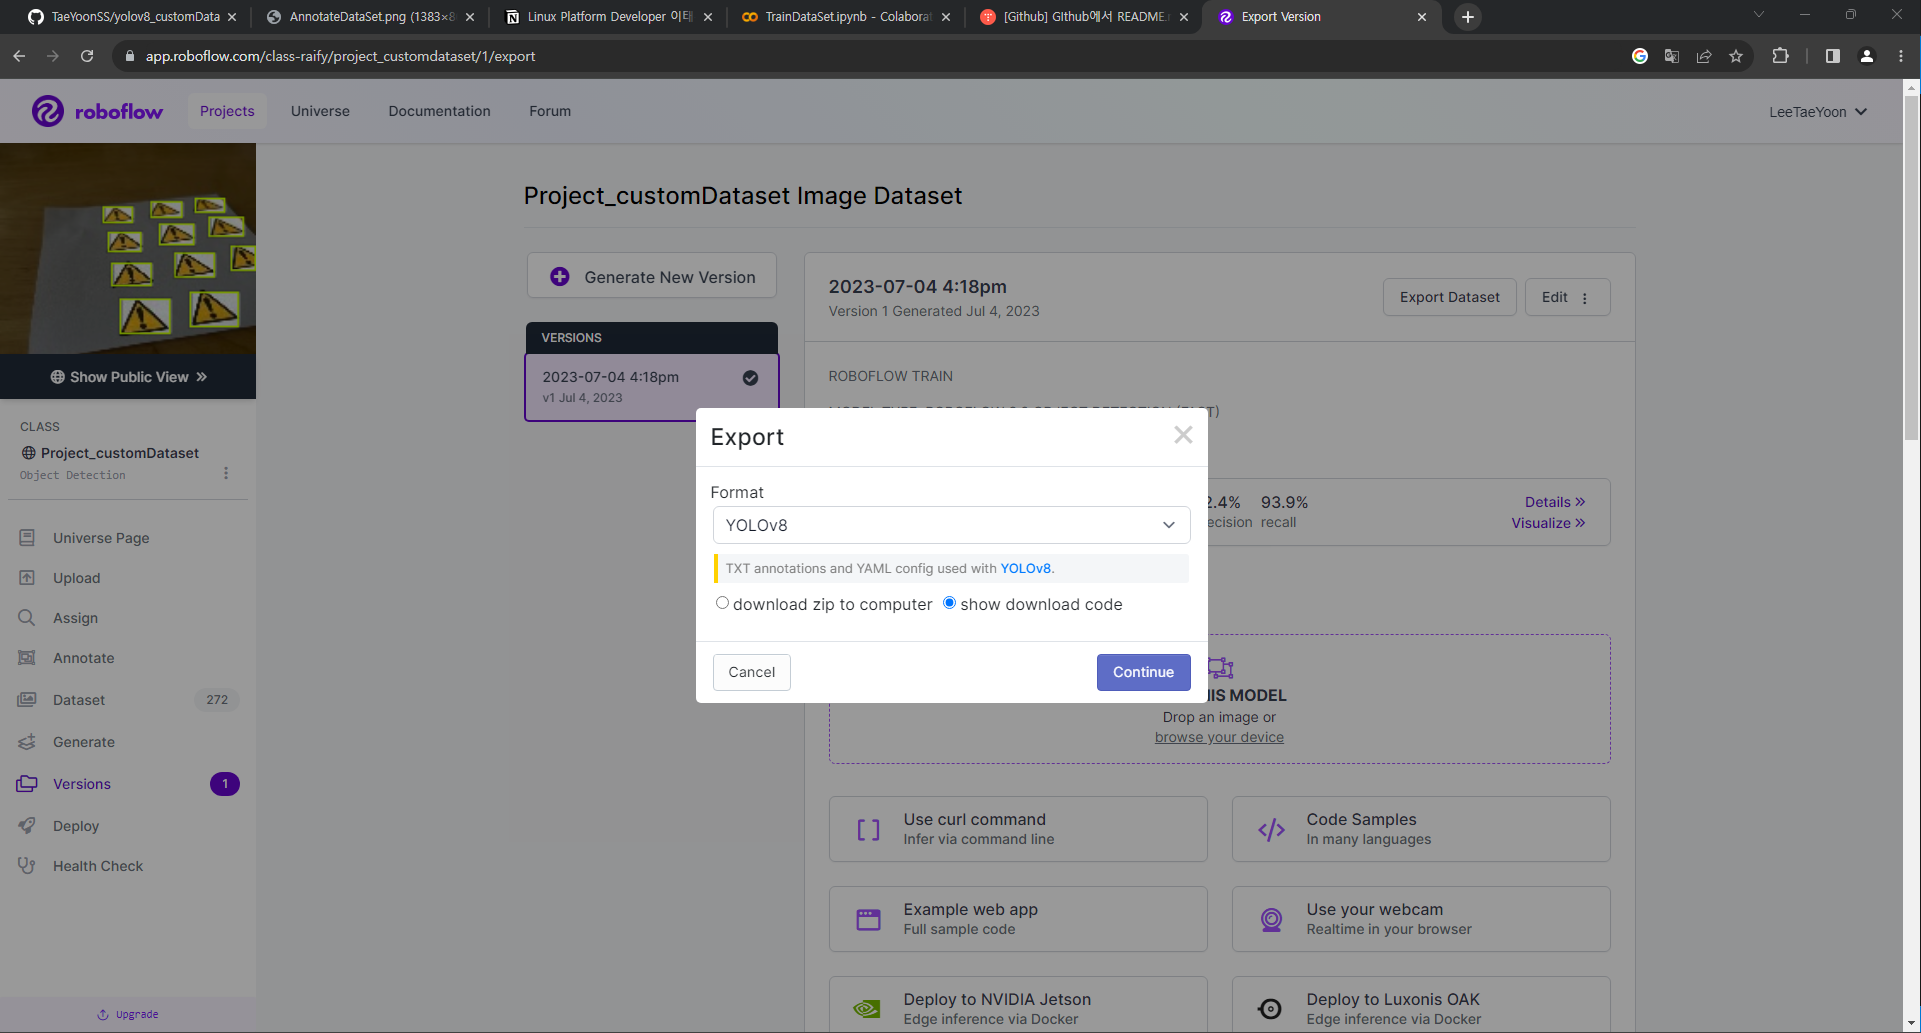 TaeYoonSS/yolov8_customData
AnnotateDataSet.png (1383×8
Linux Platform Developer 이태
TrainDataSet.ipynb - Colaborat
[Github] Github에서 README.r
Export Version
app.roboflow.com/class-raify/project_customdataset/1/export
roboflow
Projects
Universe
Documentation
Forum
LeeTaeYoon
Show Public View
CLASS
Project_customDataset
Object Detection
Universe Page
Upload
Assign
Annotate
Dataset
272
Generate
Versions
1
Deploy
Health Check
Upgrade
Project_customDataset Image Dataset
Generate New Version
VERSIONS
2023-07-04 4:18pm
v1 Jul 4, 2023
2023-07-04 4:18pm
Version 1 Generated Jul 4, 2023
Export Dataset
Edit
ROBOFLOW TRAIN
2.4% 93.9%
ecision recall
Details
Visualize
Export
Format
YOLOv8
TXT annotations and YAML config used with YOLOv8.
download zip to computer
show download code
Cancel
Continue
IIS MODEL
Drop an image or
browse your device
Use curl command
Infer via command line
Code Samples
In many languages
Example web app
Full sample code
Use your webcam
Realtime in your browser
Deploy to NVIDIA Jetson
Edge inference via Docker
Deploy to Luxonis OAK
Edge inference via Docker